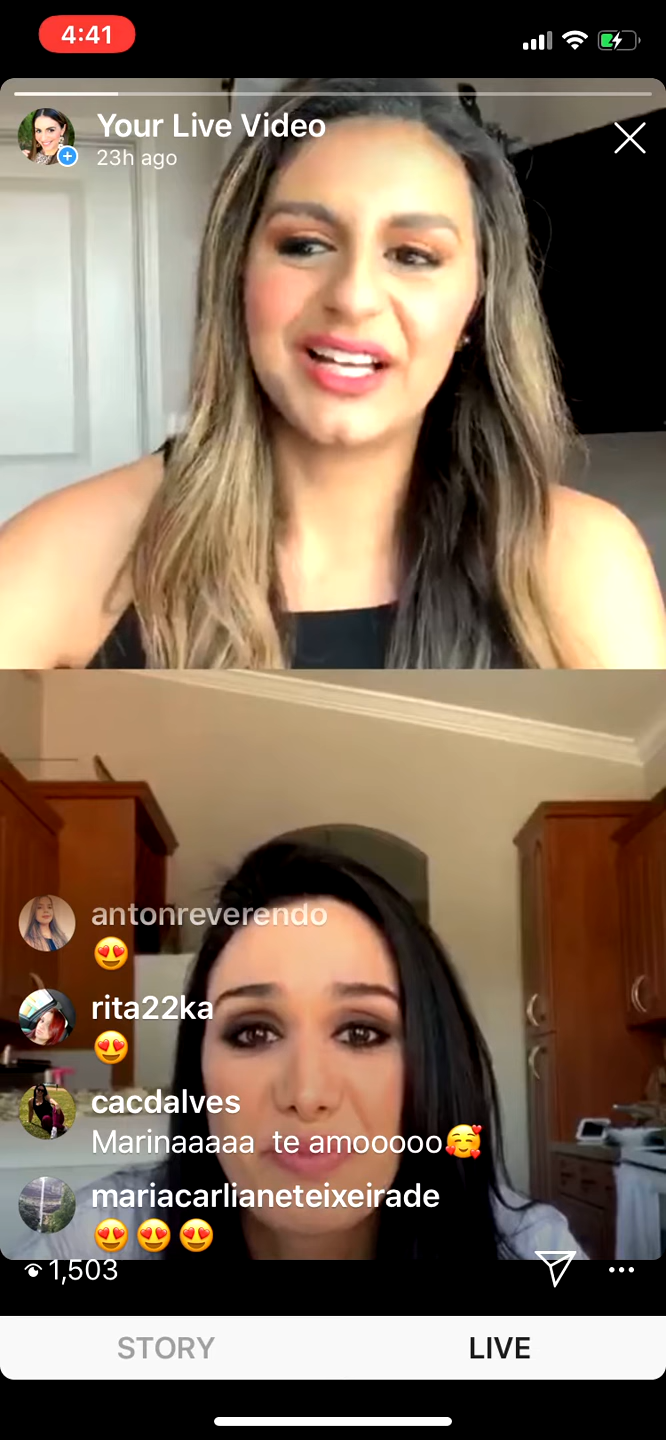 4:41
Your Live Video
23h ago
antonreverendo
😍
rita22ka
😍
cacdalves
Marinaaaaa te amooooo🥰
mariacarlianeteixeirade
😍😍😍
1,503
STORY
LIVE